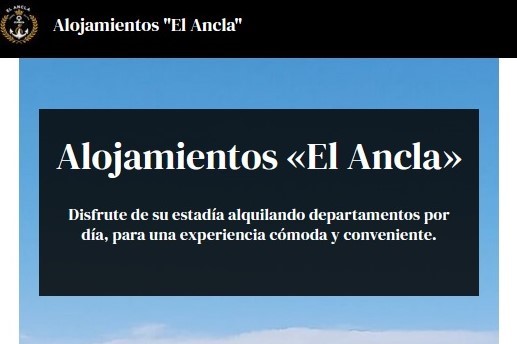 EL ANCLA
Alojamientos "El Ancla"
Alojamientos «El Ancla»
Disfrute de su estadía alquilando departamentos por
día, para una experiencia cómoda y conveniente.